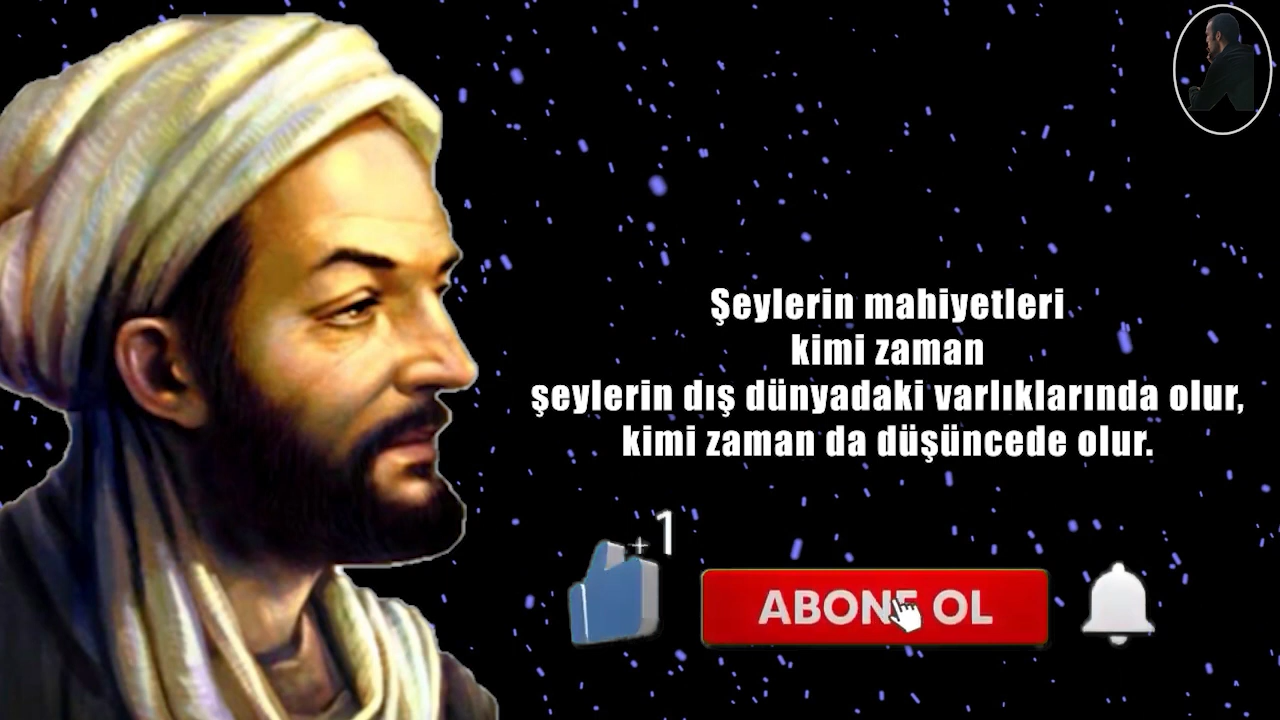 Şeylerin mahiyetleri
kimi zaman
şeylerin dış dünyadaki varlıklarında olur,
kimi zaman da düşüncede olur.
+1
ABONE OL